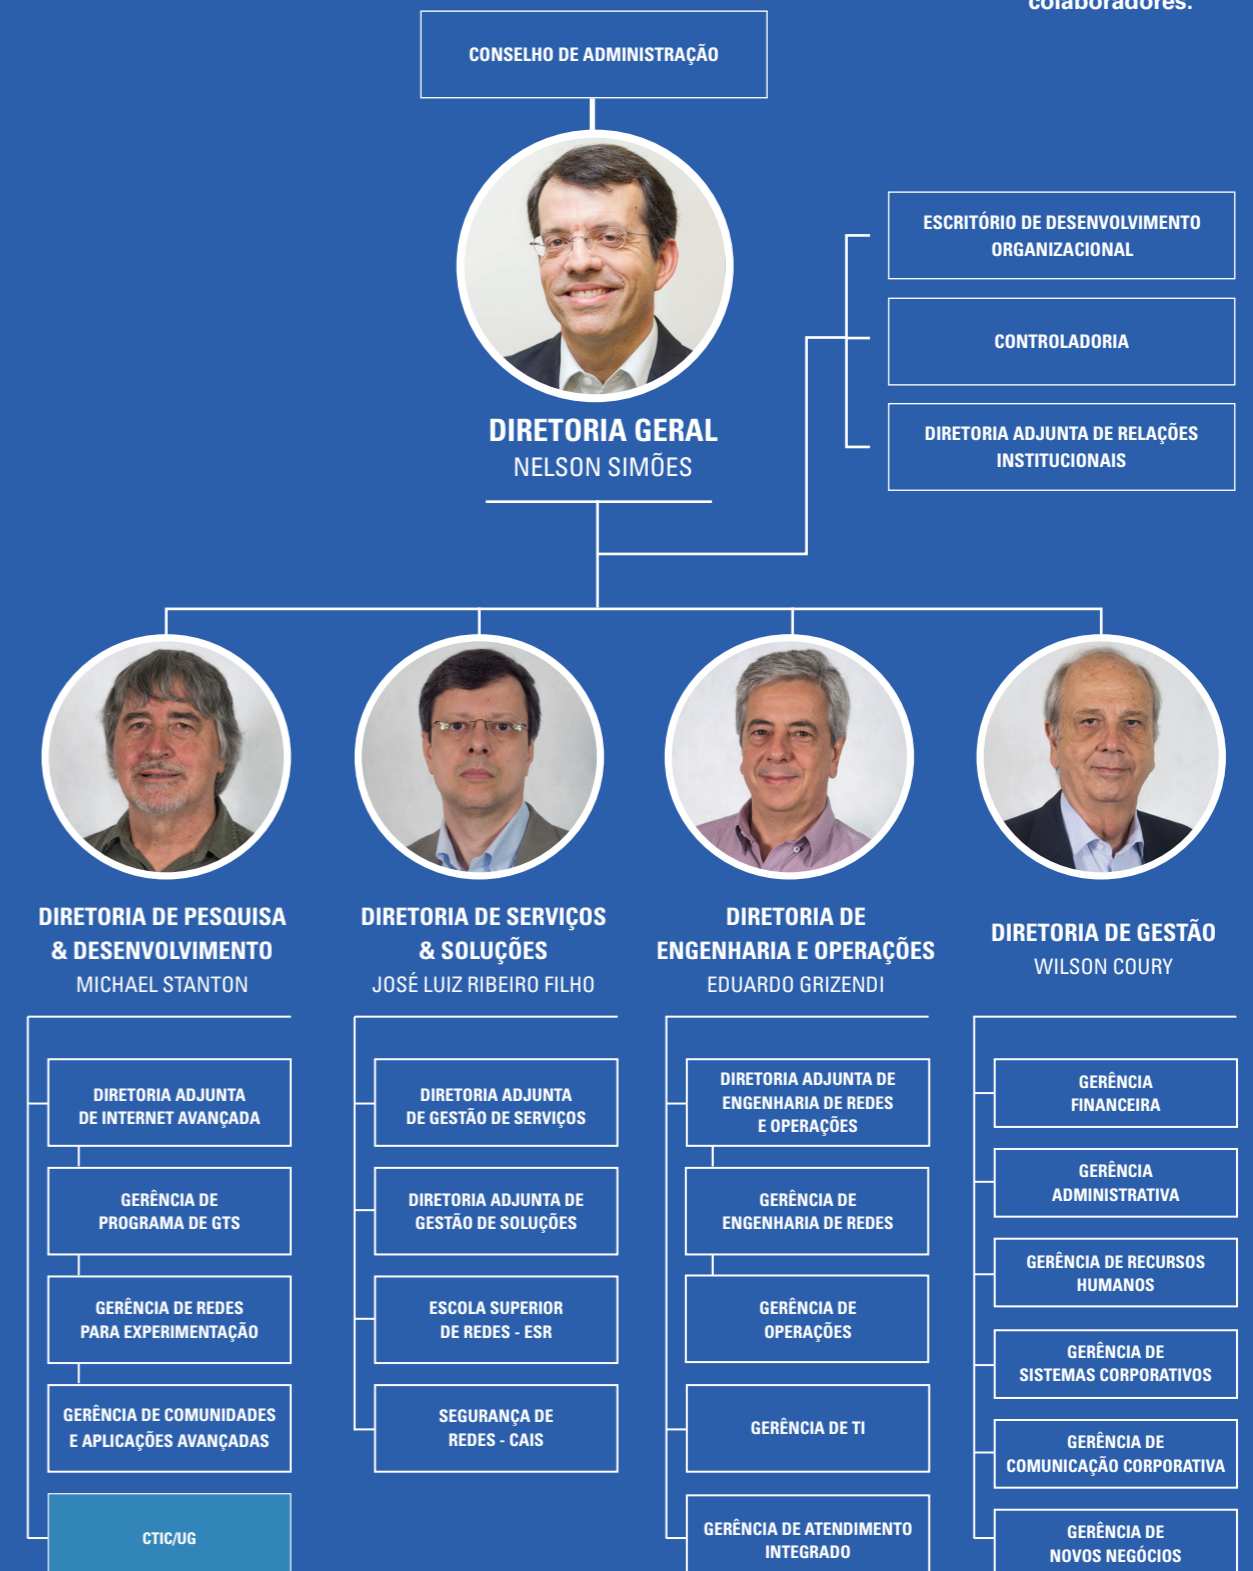 colaboradores.
CONSELHO DE ADMINISTRAÇÃO
ESCRITÓRIO DE DESENVOLVIMENTO
ORGANIZACIONAL
CONTROLADORIA
DIRETORIA ADJUNTA DE RELAÇÕES
INSTITUCIONAIS
DIRETORIA GERAL
NELSON SIMÕES
DIRETORIA DE PESQUISA
& DESENVOLVIMENTO
MICHAEL STANTON
DIRETORIA ADJUNTA
DE INTERNET AVANÇADA
GERÊNCIA DE
PROGRAMA DE GTS
GERÊNCIA DE REDES
PARA EXPERIMENTAÇÃO
GERÊNCIA DE COMUNIDADES
E APLICAÇÕES AVANÇADAS
CTIC/UG
DIRETORIA DE SERVIÇOS
& SOLUÇÕES
JOSÉ LUIZ RIBEIRO FILHO
DIRETORIA ADJUNTA
DE GESTÃO DE SERVIÇOS
DIRETORIA ADJUNTA DE
GESTÃO DE SOLUÇÕES
ESCOLA SUPERIOR
DE REDES - ESR
SEGURANÇA DE
REDES - CAIS
DIRETORIA DE
ENGENHARIA E OPERAÇÕES
EDUARDO GRIZENDI
DIRETORIA ADJUNTA DE
ENGENHARIA DE REDES
E OPERAÇÕES
GERÊNCIA DE
ENGENHARIA DE REDES
GERÊNCIA DE
OPERAÇÕES
GERÊNCIA DE TI
GERÊNCIA DE ATENDIMENTO
INTEGRADO
DIRETORIA DE GESTÃO
WILSON COURY
GERÊNCIA
FINANCEIRA
GERÊNCIA
ADMINISTRATIVA
GERÊNCIA DE RECURSOS
HUMANOS
GERÊNCIA DE
SISTEMAS CORPORATIVOS
GERÊNCIA DE
COMUNICAÇÃO CORPORATIVA
GERÊNCIA DE
NOVOS NEGÓCIOS